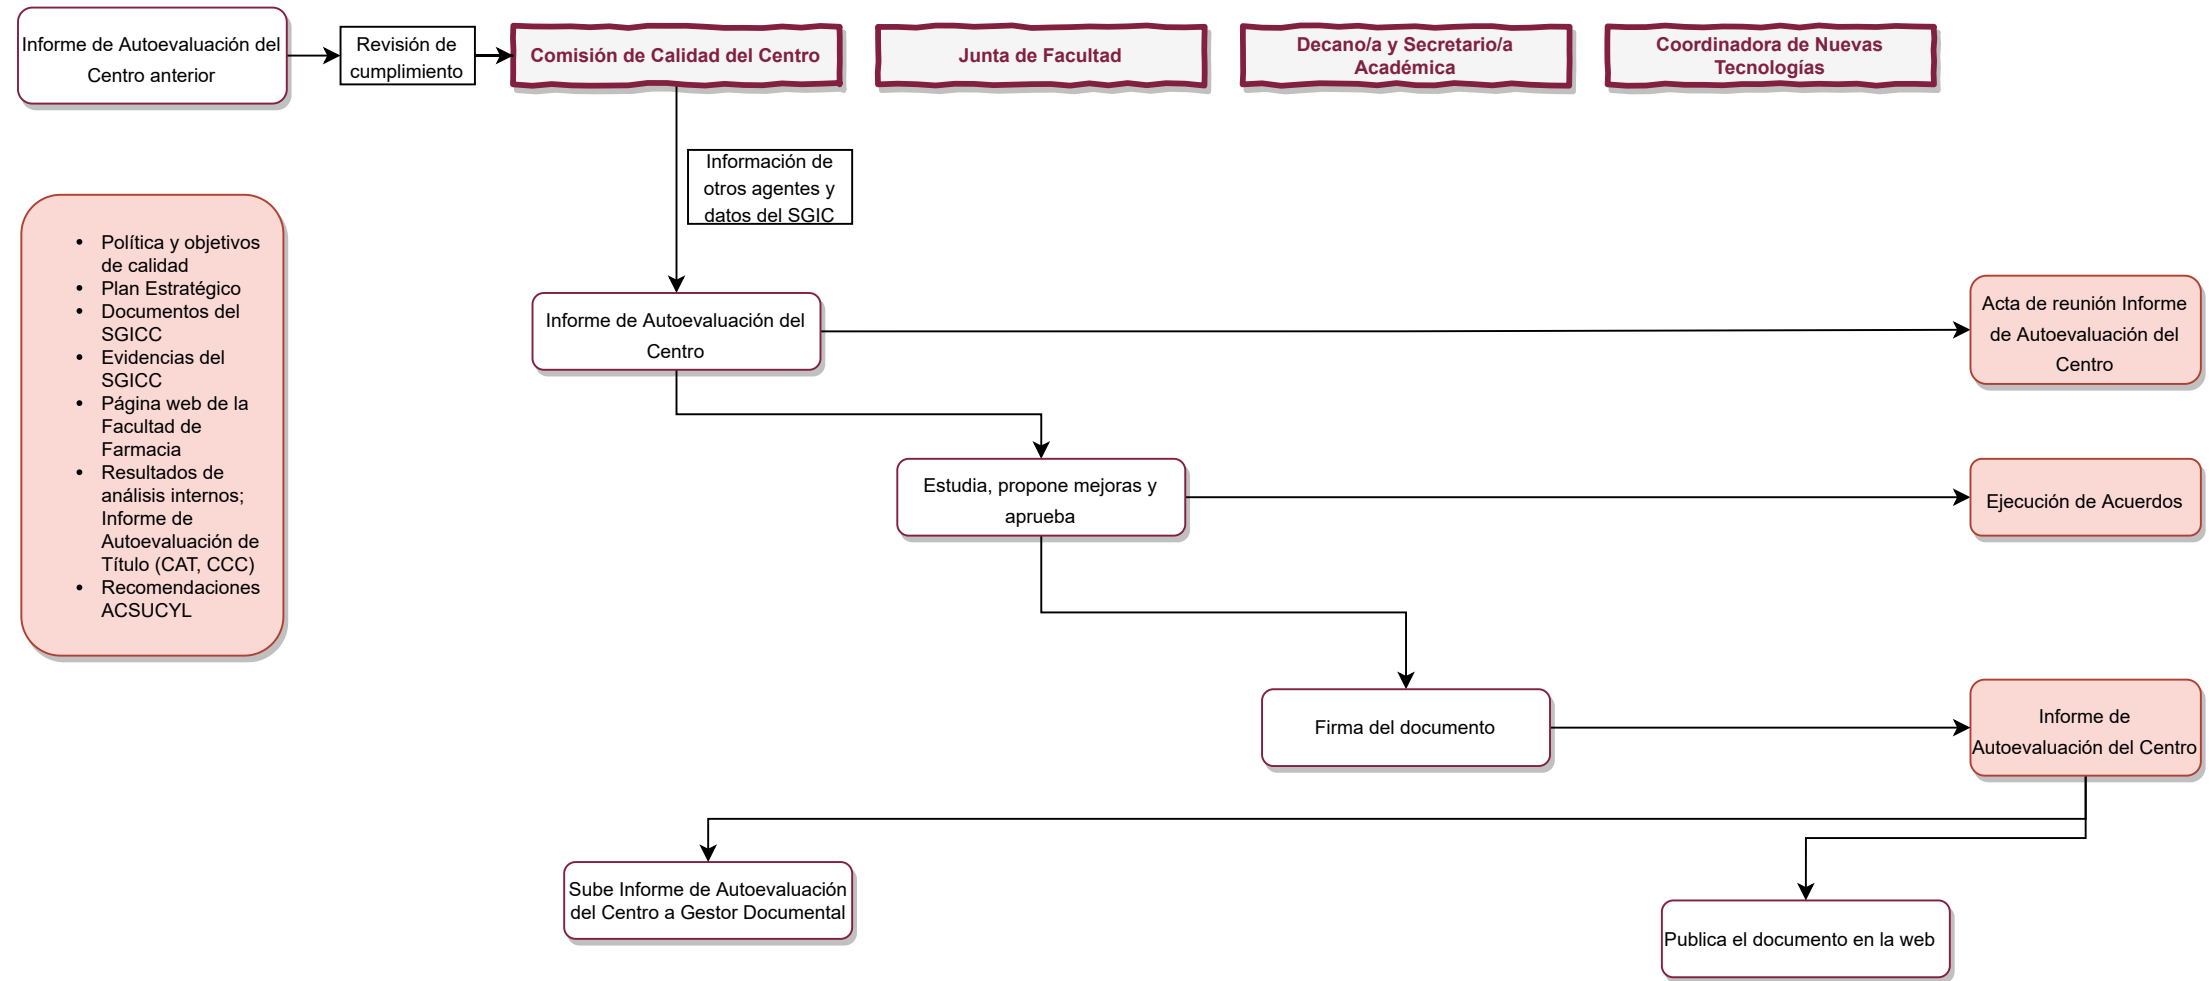 Informe de Autoevaluación del
Centro anterior
Revisión de
cumplimiento
Comisión de Calidad del Centro
Junta de Facultad
Decano/a y Secretario/a
Académica
Coordinadora de Nuevas
Tecnologías
Información de
otros agentes y
datos del SGIC
• Política y objetivos
de calidad
• Plan Estratégico
• Documentos del
SGICC
• Evidencias del
SGICC
• Página web de la
Facultad de
Farmacia
• Resultados de
análisis internos;
Informe de
Autoevaluación de
Título (CAT, CCC)
• Recomendaciones
ACSUCYL
Informe de Autoevaluación del
Centro
Acta de reunión Informe
de Autoevaluación del
Centro
Estudia, propone mejoras y
aprueba
Ejecución de Acuerdos
Firma del documento
Informe de
Autoevaluación del Centro
Sube Informe de Autoevaluación
del Centro a Gestor Documental
Publica el documento en la web